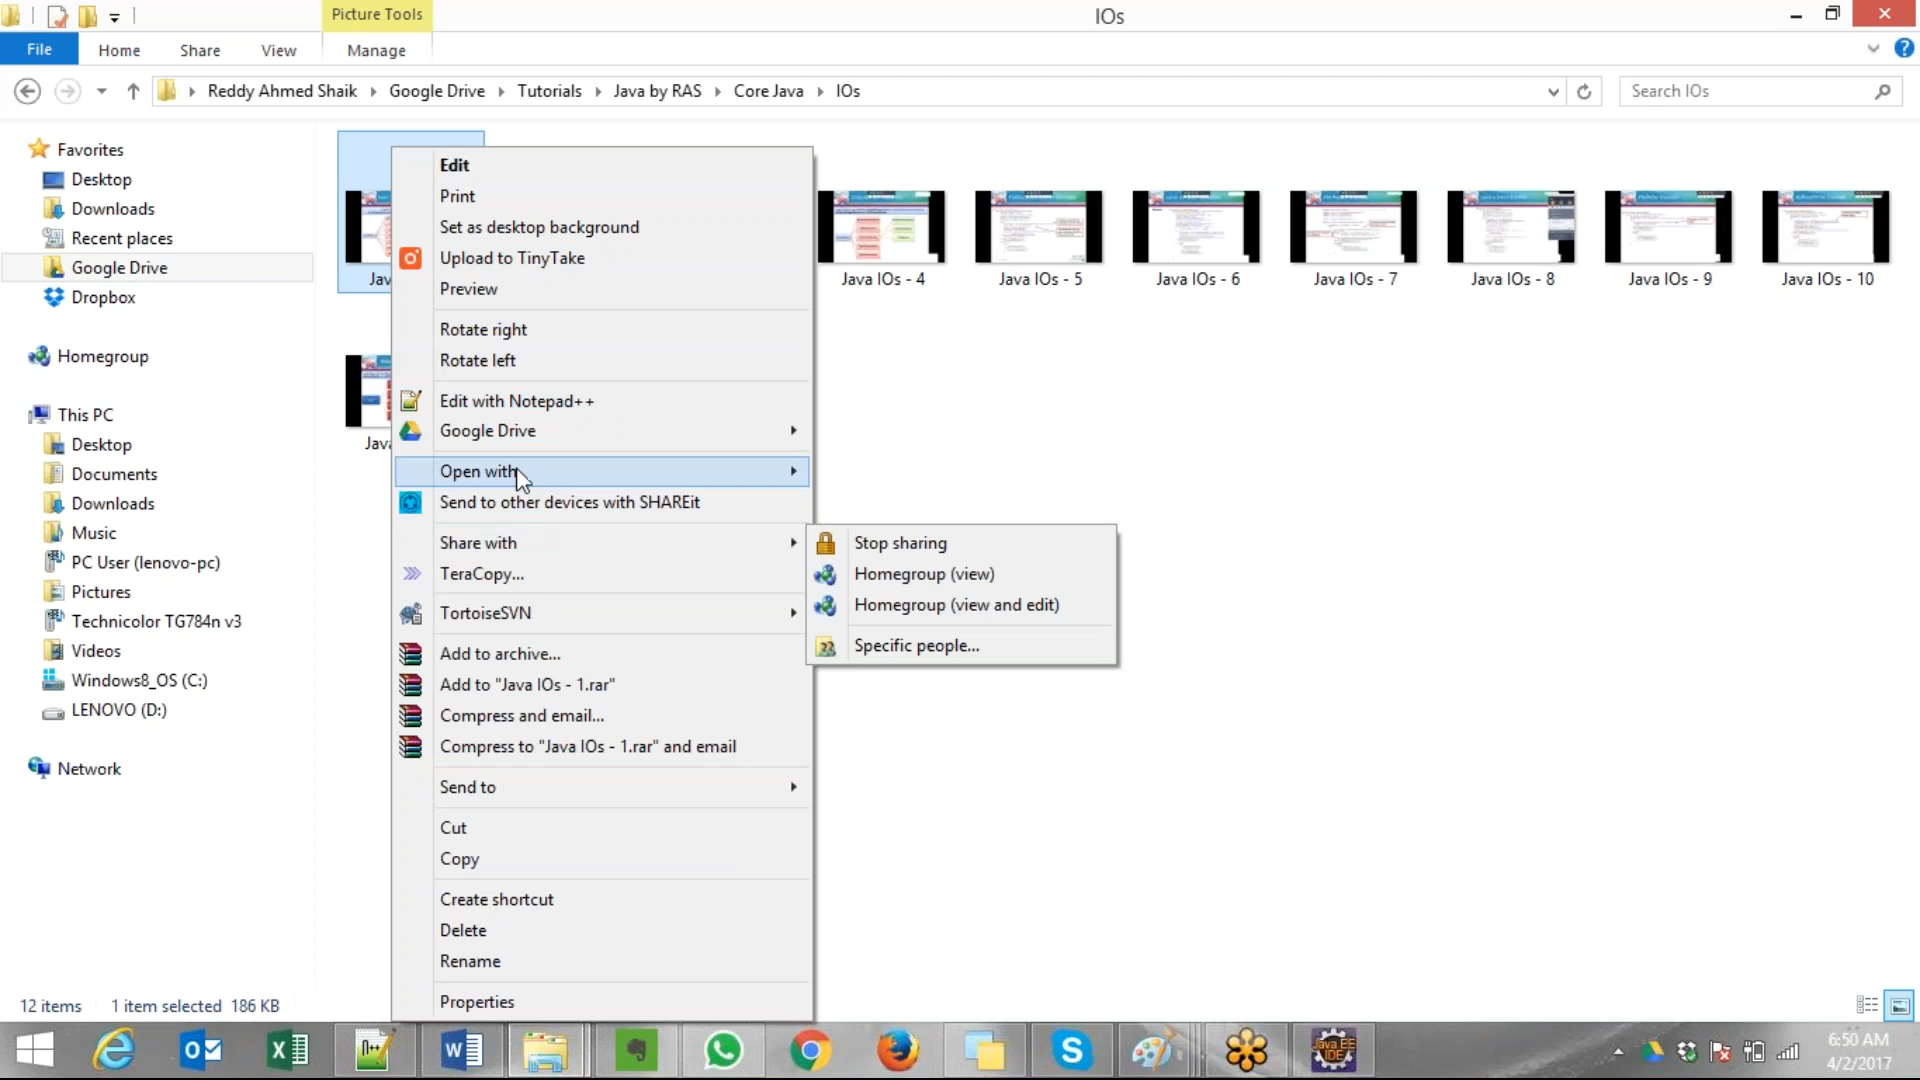 Picture Tools
IOs
File
Home
Share
View
Manage
Reddy Ahmed Shaik
Google Drive
Tutorials
Java by RAS
Core Java
IOs
Search IOs
Favorites
Desktop
Downloads
Recent places
Google Drive
Dropbox
Homegroup
This PC
Desktop
Documents
Downloads
Music
PC User (lenovo-pc)
Pictures
Technicolor TG784n v3
Videos
Windows8_OS (C:)
LENOVO (D:)
Network
Java IOs - 4
Java IOs - 5
Java IOs - 6
Java IOs - 7
Java IOs - 8
Java IOs - 9
Java IOs - 10
Edit
Print
Set as desktop background
Upload to TinyTake
Preview
Rotate right
Rotate left
Edit with Notepad++
Google Drive
Open with
Send to other devices with SHAREit
Share with
TeraCopy...
TortoiseSVN
Add to archive...
Add to "Java IOs - 1.rar"
Compress and email...
Compress to "Java IOs - 1.rar" and email
Send to
Cut
Copy
Create shortcut
Delete
Rename
Properties
Stop sharing
Homegroup (view)
Homegroup (view and edit)
Specific people...
12 items
1 item selected 186 KB
Java EE
IDE
6:50 AM
4/2/2017